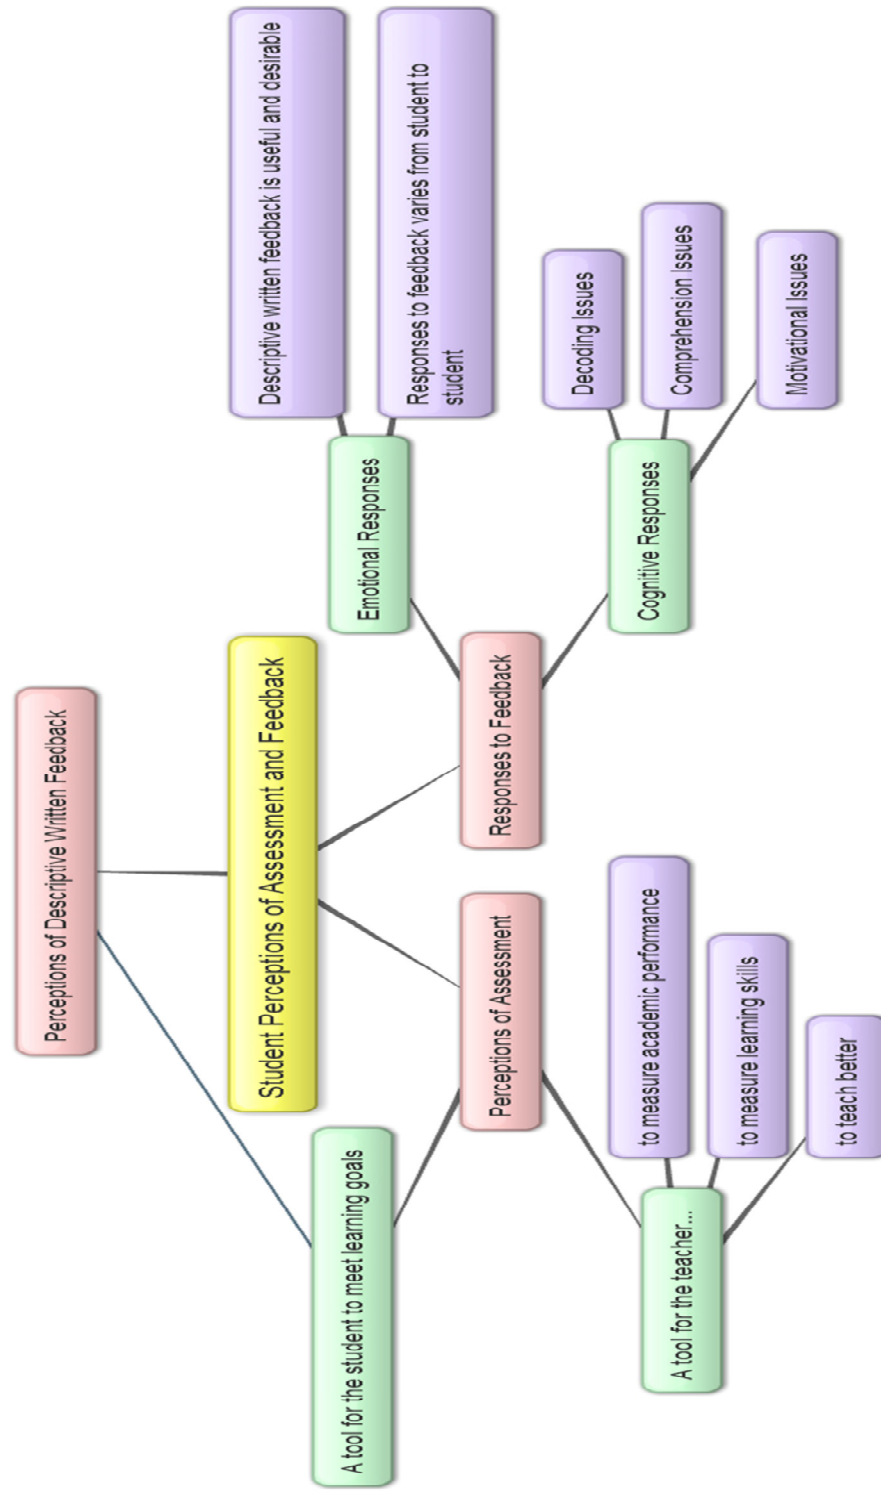 Perceptions of Descriptive Written Feedback
Student Perceptions of Assessment and Feedback
A tool for the student to meet learning goals
Perceptions of Assessment
A tool for the teacher...
to measure academic performance
to measure learning skills
to teach better
Responses to Feedback
Emotional Responses
Descriptive written feedback is useful and desirable
Responses to feedback varies from student to
student
Cognitive Responses
Decoding Issues
Comprehension Issues
Motivational Issues